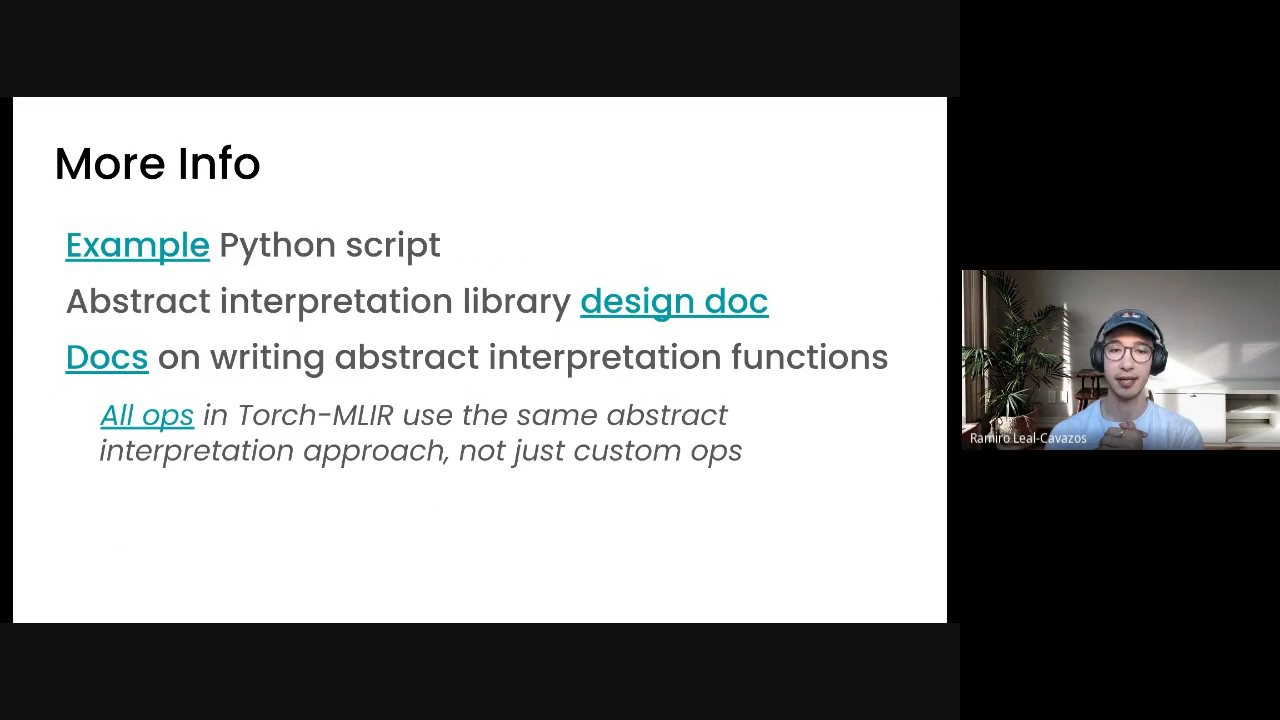 More Info
Example Python script
Abstract interpretation library design doc
Docs on writing abstract interpretation functions
All ops in Torch-MLIR use the same abstract
interpretation approach, not just custom ops
Ramiro Leal-Cavazos